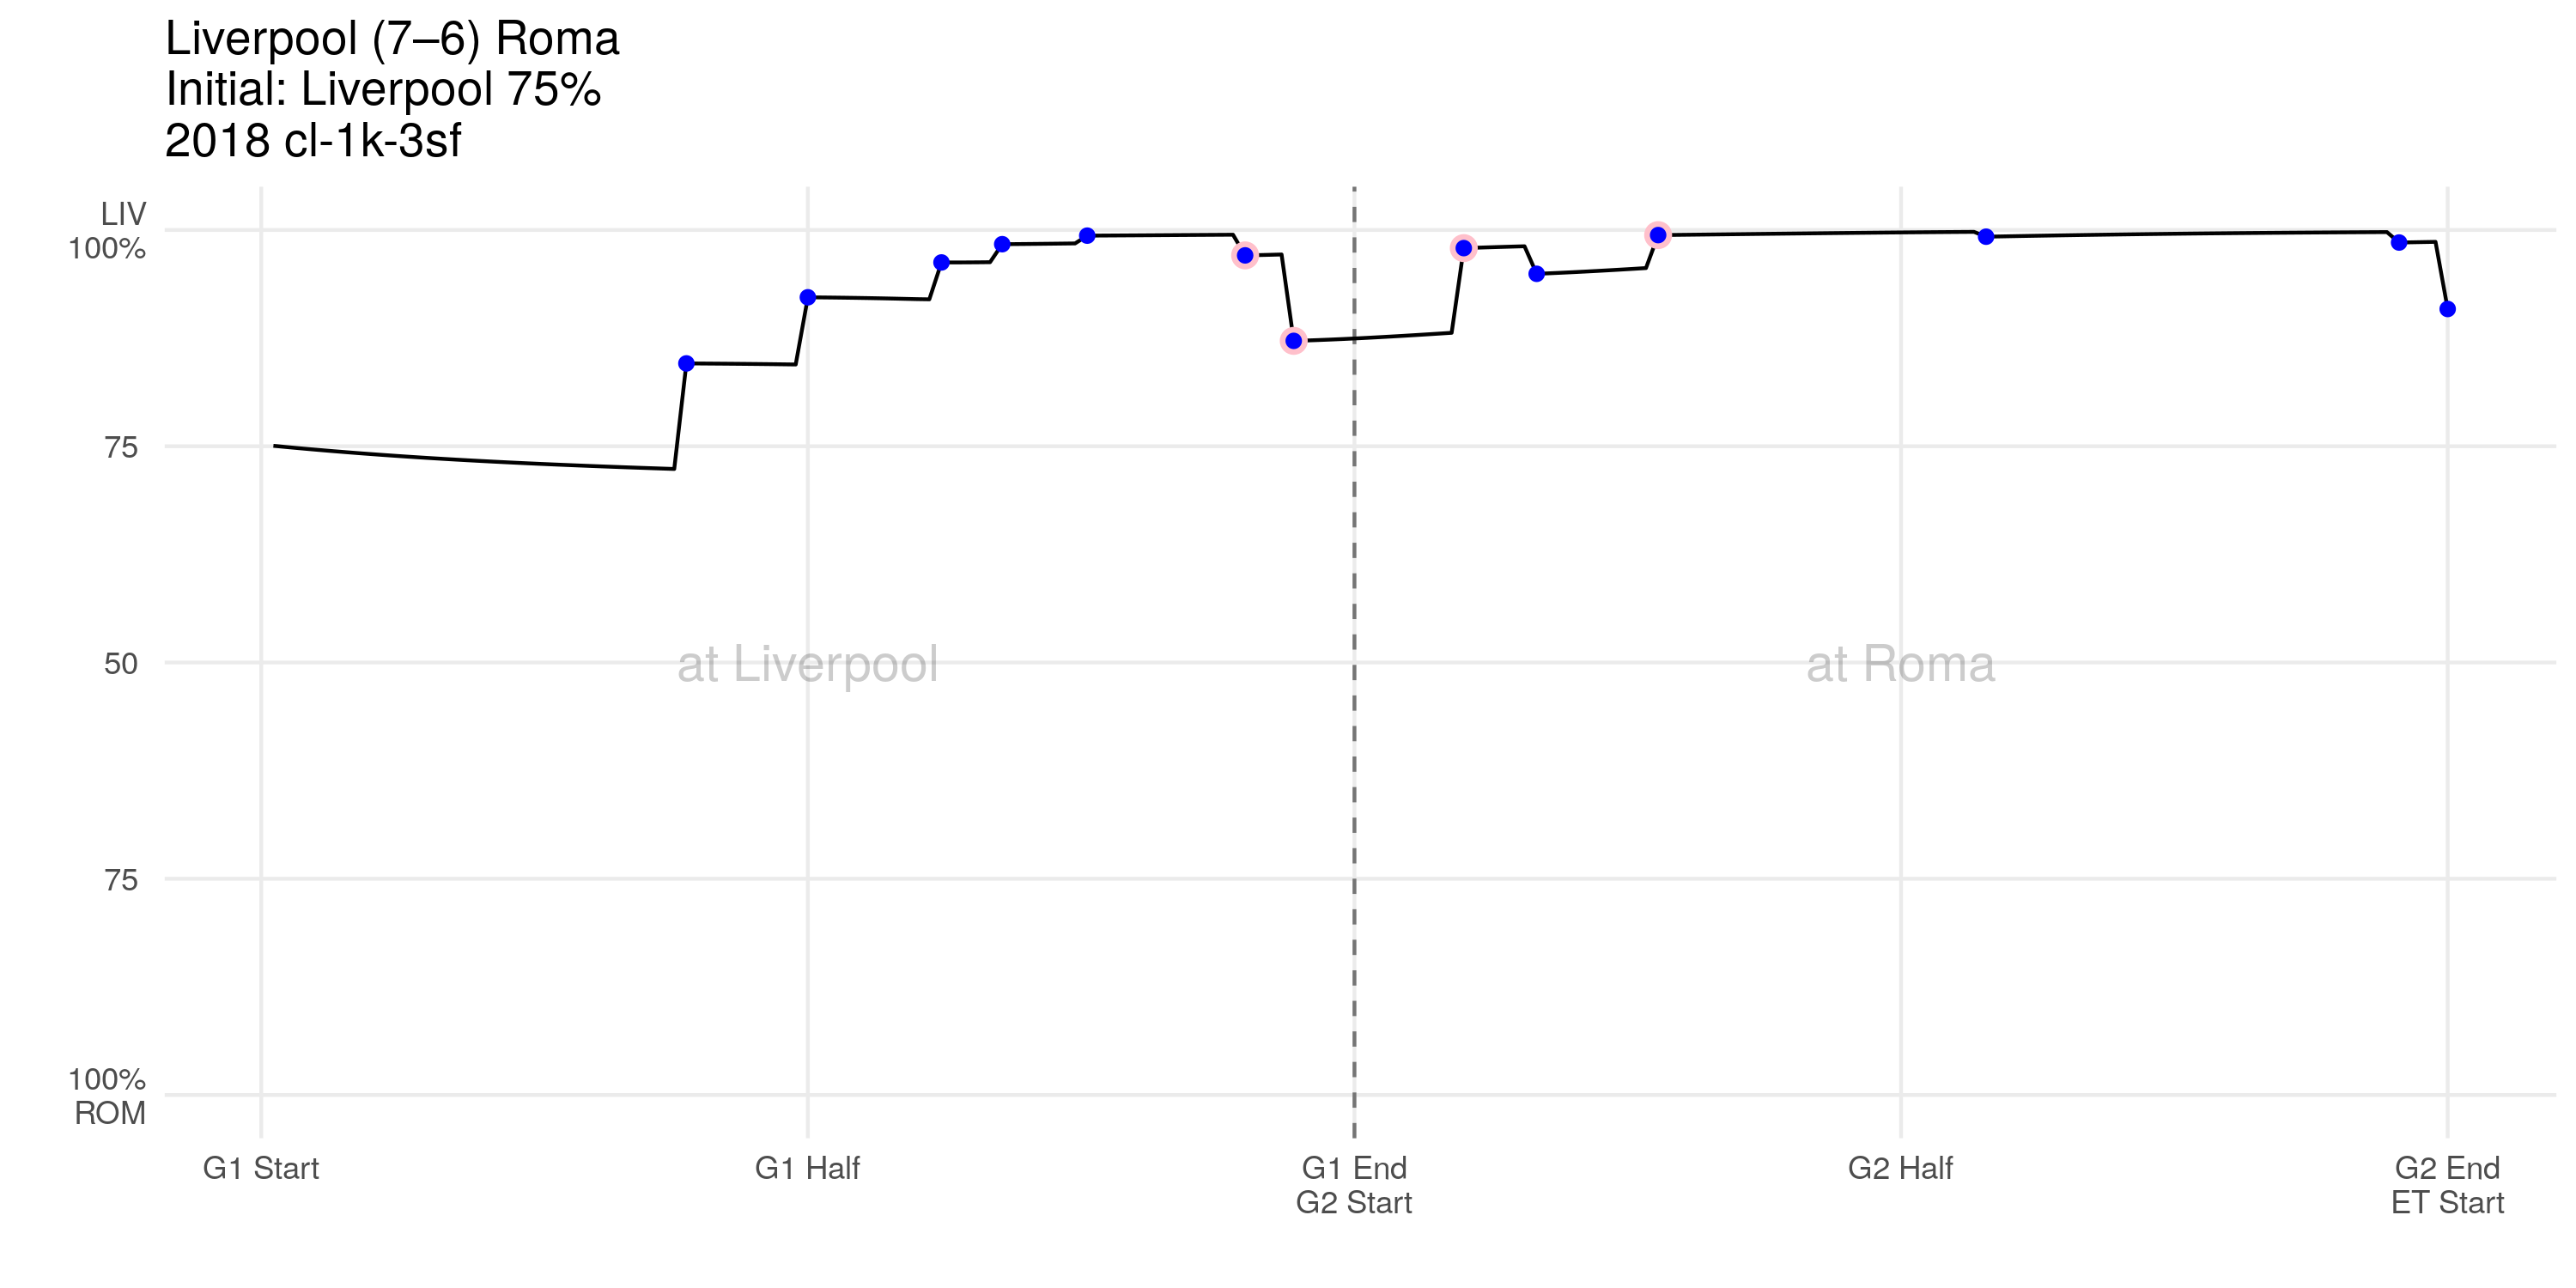 Liverpool (7–6) Roma
Initial: Liverpool 75%
2018 cl-1k-3sf
LIV
100%
75
50
75
100%
ROM
at Liverpool
at Roma
G1 Start
G1 Half
G1 End
G2 Start
G2 Half
G2 End
ET Start